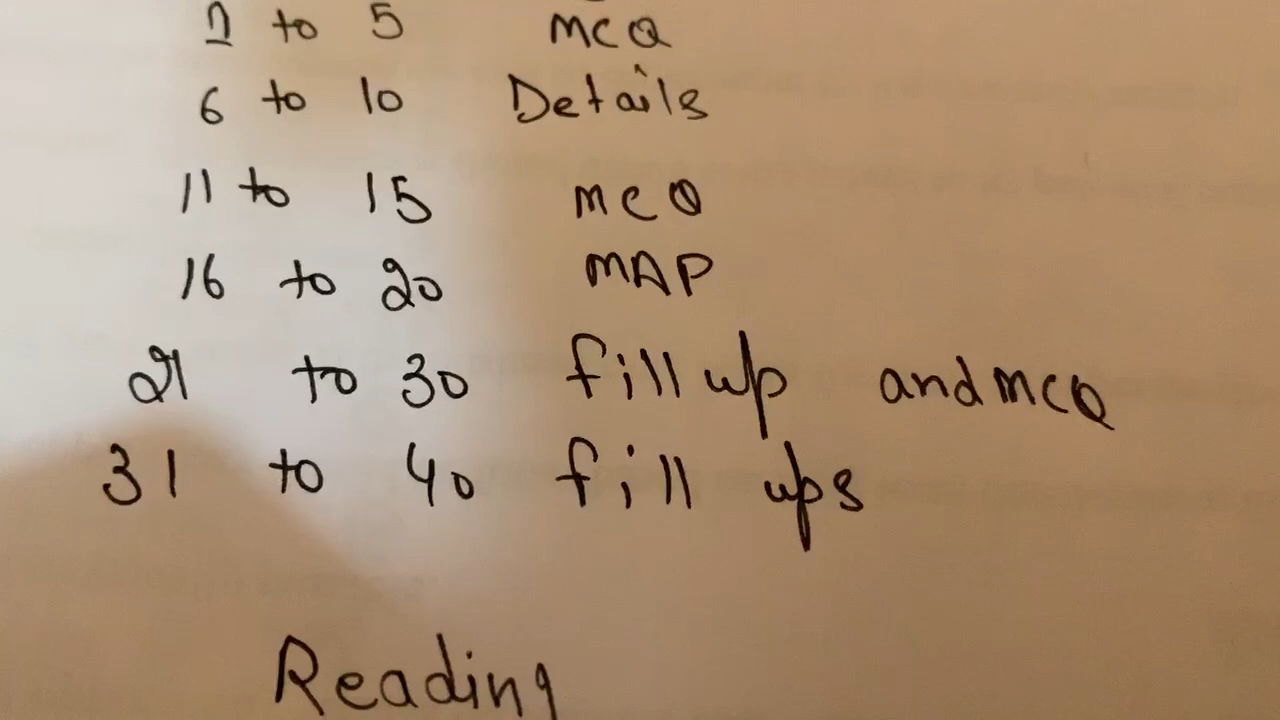 1 to 5 MCQ
6 to 10 Details
11 to 15 MCQ
16 to 20 MAP
21 to 30 fill up and MCQ
31 to 40 fill ups
Reading